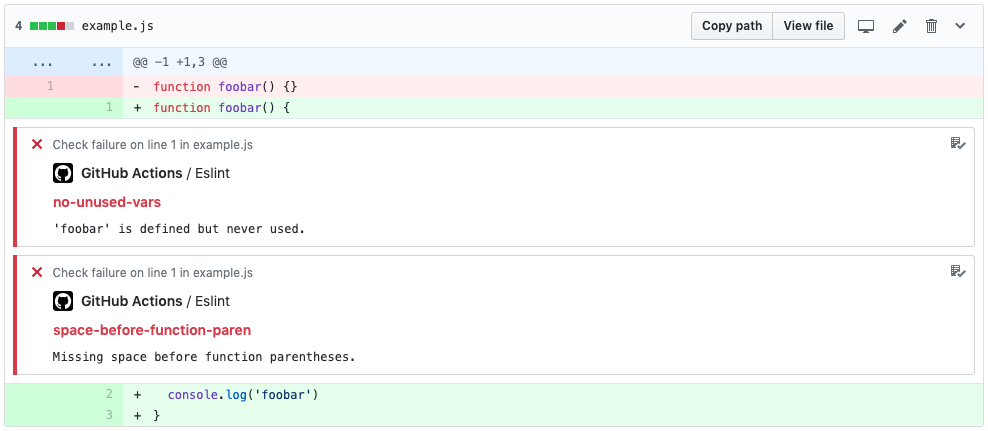 4 example.js Copy path View file
... ... @@ -1 +1,3 @@
1 - function foobar() {}
1 + function foobar() {
Check failure on line 1 in example.js
GitHub Actions / Eslint
no-unused-vars
'foobar' is defined but never used.
Check failure on line 1 in example.js
GitHub Actions / Eslint
space-before-function-paren
Missing space before function parentheses.
2 + console.log('foobar')
3 + }